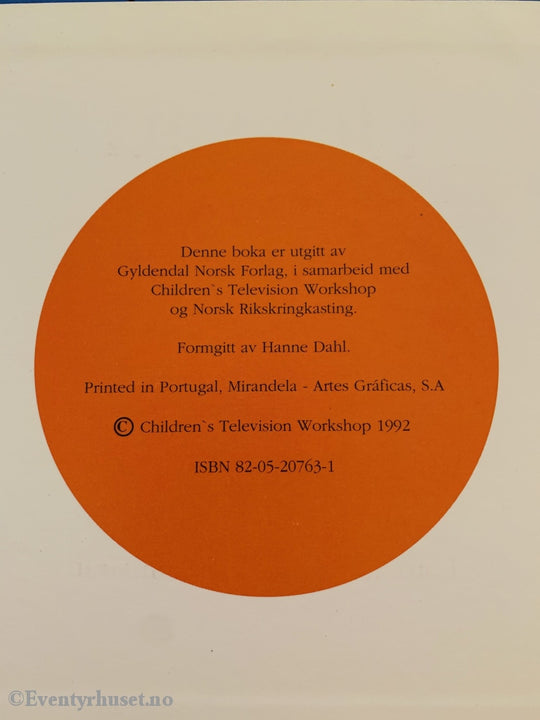 Denne boka er utgitt av
Gyldendal Norsk Forlag, i samarbeid med
Children`s Television Workshop
og Norsk Rikskringkasting.
Formgitt av Hanne Dahl.
Printed in Portugal, Mirandela - Artes Gráficas, S.A
© Children`s Television Workshop 1992
ISBN 82-05-20763-1
©Eventyrhuset.no